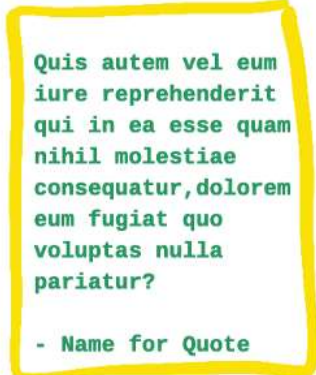 Quis autem vel eum
iure reprehenderit
qui in ea esse quam
nihil molestiae
consequatur,dolorem
eum fugiat quo
voluptas nulla
pariatur?
- Name for Quote